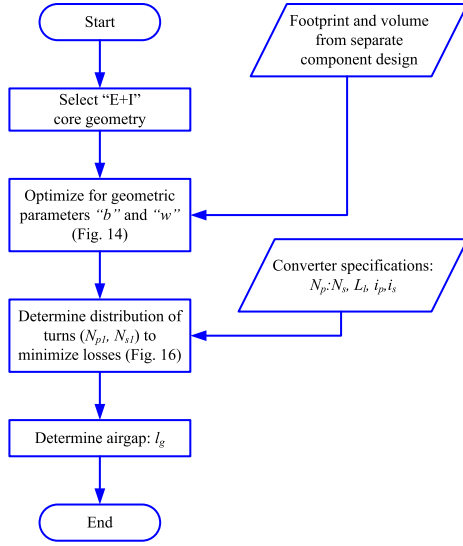 Start
Footprint and volume
from separate
component design
Select “E+I”
core geometry
Optimize for geometric
parameters “b” and “w”
(Fig. 14)
Converter specifications:
Np:Ns, Ll, ip,is
Determine distribution of
turns (Np1, Ns1) to
minimize losses (Fig. 16)
Determine airgap: lg
End